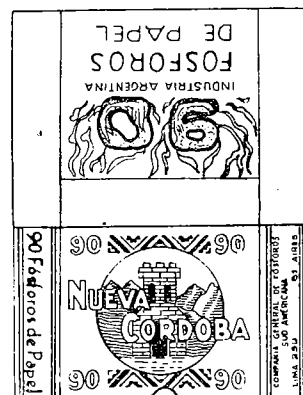 90
INDUSTRIA ARGENTINA
FOSFOROS
DE PAPEL
90 90
NUEVA
CORDOBA
90 90
90 Fósforos de Papel
COMPAÑIA GENERAL DE FOSFOROS
SUD AMERICANA
LIMA Bs AIRES